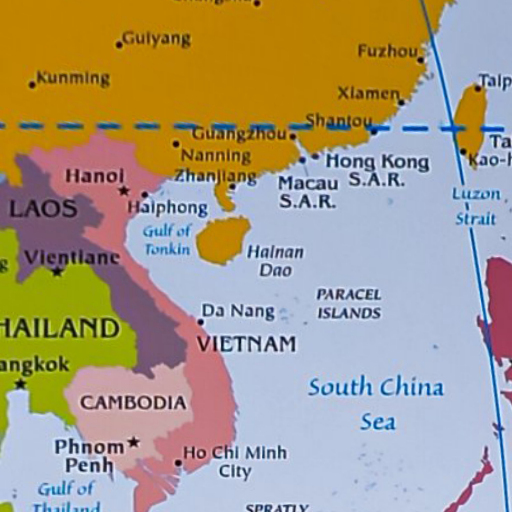 Guiyang
Fuzhou
Kunming
Taip
Xiamen
Shantou
Guangzhou
Nanning
Ta
Kao-h
Hong Kong
S.A.R.
Hanoi
Zhanjiang
Macau
S.A.R.
LAOS
Haiphong
Luzon
Strait
Gulf of
Tonkin
Vientiane
Hainan
Dao
PARACEL
ISLANDS
Da Nang
HAILAND
VIETNAM
angkok
South China
Sea
CAMBODIA
Phnom
Penh
Ho Chi Minh
City
Gulf of
Thailand
SPRATLY